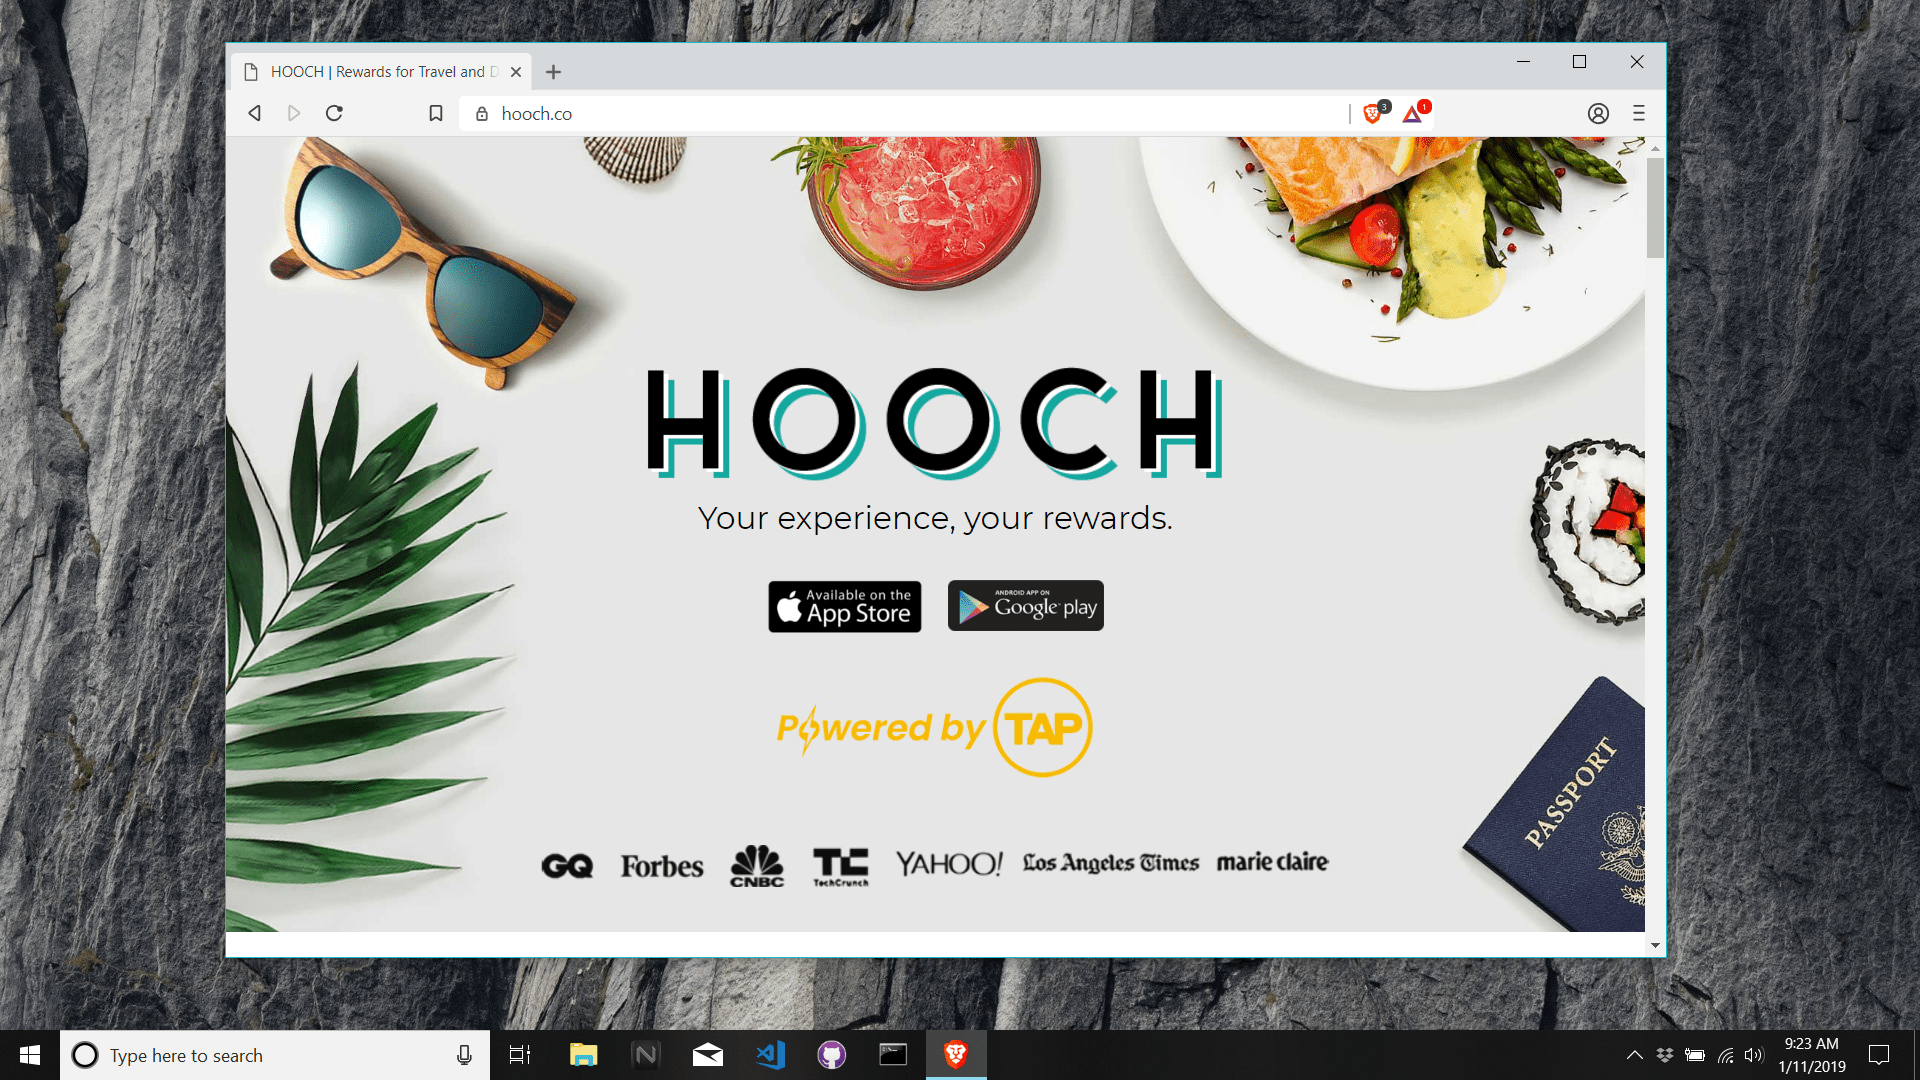 HOOCH | Rewards for Travel and D
hooch.co
3
1
HOOCH
Your experience, your rewards.
Available on the
App Store
ANDROID APP ON
Google play
Powered by TAP
GQ
Forbes
CNBC
TC
TechCrunch
YAHOO!
Los Angeles Times
marie claire
PASSPORT
Type here to search
N
9:23 AM
1/11/2019